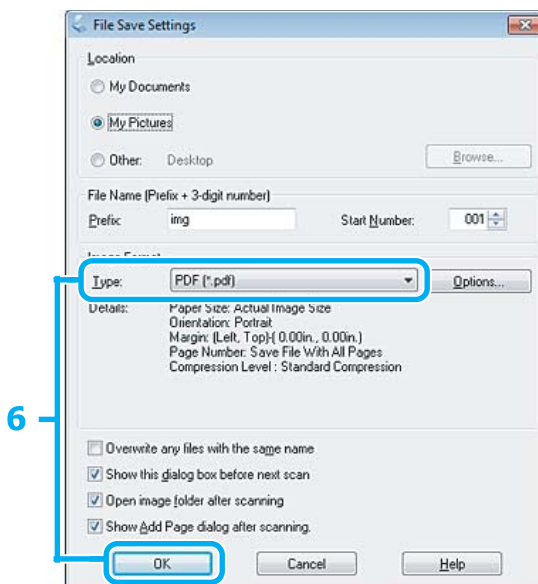 File Save Settings
Location
My Documents
My Pictures
Other: Desktop Browse...
File Name (Prefix + 3-digit number)
Prefix: img Start Number: 001
Image Format
Type: PDF (*.pdf) Options...
Details: Paper Size: Actual Image Size
Orientation: Portrait
Margin: (Left, Top)( 0.00in., 0.00in.)
Page Number: Save File With All Pages
Compression Level : Standard Compression
6
Overwrite any files with the same name
Show this dialog box before next scan
Open image folder after scanning
Show Add Page dialog after scanning.
OK Cancel Help